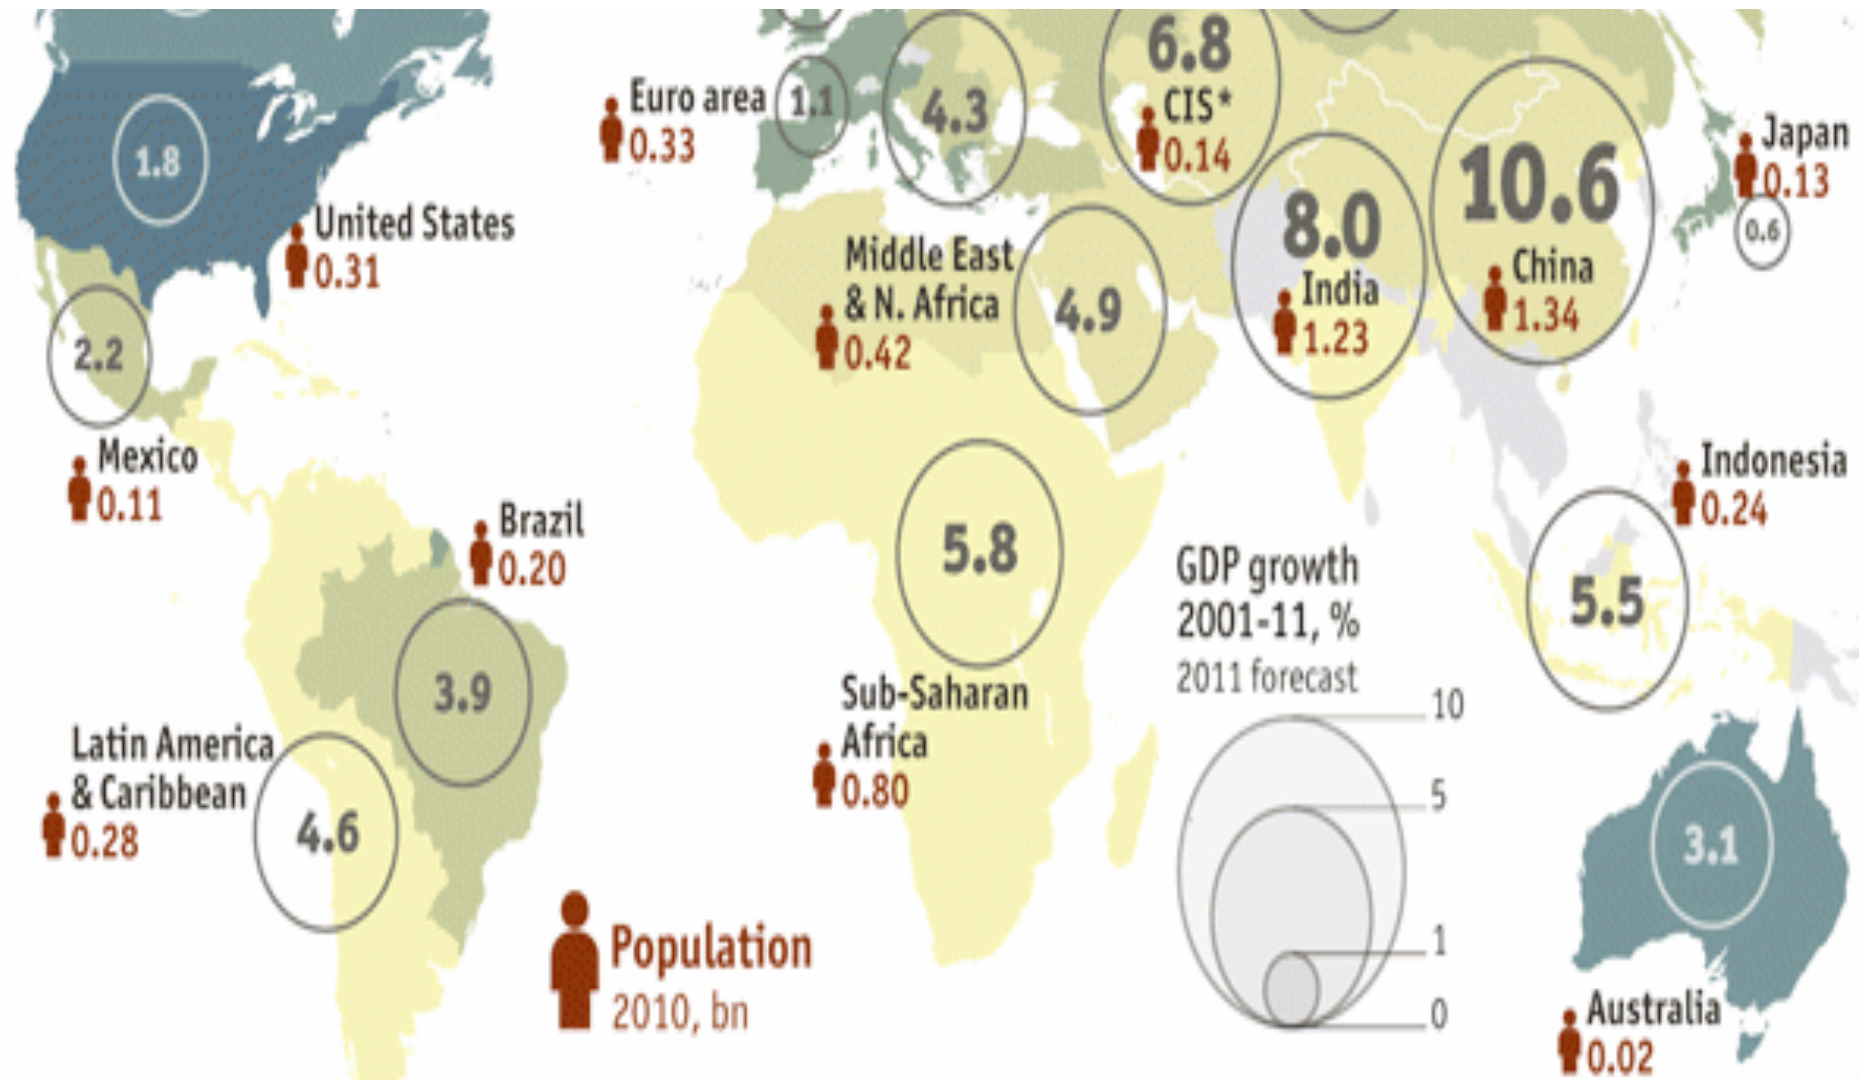 6.8
CIS*
0.14
Euro area
0.33
1.1
4.3
1.8
United States
0.31
10.6
China
1.34
Japan
0.13
0.6
8.0
India
1.23
Middle East
& N. Africa
0.42
4.9
2.2
Mexico
0.11
Brazil
0.20
3.9
Indonesia
0.24
5.5
5.8
Sub-Saharan
Africa
0.80
GDP growth
2001-11, %
2011 forecast
10
5
1
0
Latin America
& Caribbean
0.28
4.6
3.1
Australia
0.02
Population
2010, bn